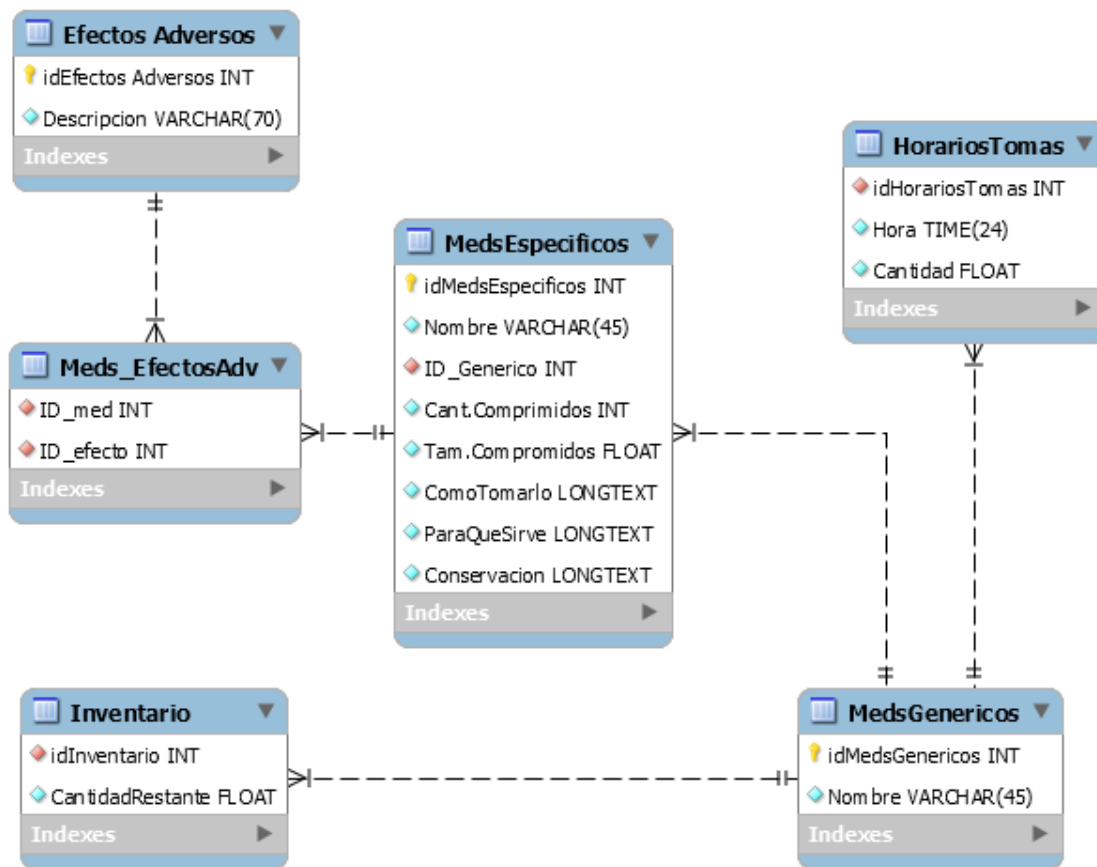 Efectos Adversos
idEfectos Adversos INT
Descripcion VARCHAR(70)
Indexes
HorariosTomas
idHorariosTomas INT
Hora TIME(24)
Cantidad FLOAT
Indexes
MedsEspecificos
idMedsEspecificos INT
Nombre VARCHAR(45)
ID_Generico INT
Cant.Comprimidos INT
Tam.Compromidos FLOAT
ComoTomarlo LONGTEXT
ParaQueSirve LONGTEXT
Conservacion LONGTEXT
Indexes
Meds_EfectosAdv
ID_med INT
ID_efecto INT
Indexes
Inventario
idInventario INT
CantidadRestante FLOAT
Indexes
MedsGenericos
idMedsGenericos INT
Nombre VARCHAR(45)
Indexes